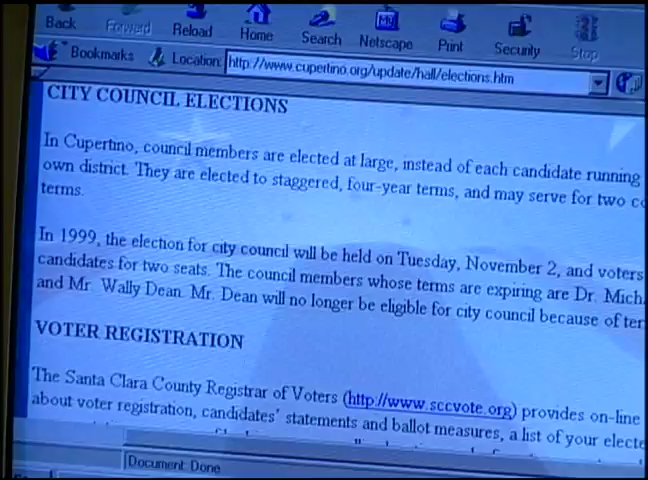 Back Forward Reload Home Search Netscape Print Security Stop
Bookmarks Location: http://www.cupertino.org/update/hall/elections.htm
CITY COUNCIL ELECTIONS
In Cupertino, council members are elected at large, instead of each candidate running
own district. They are elected to staggered, four-year terms, and may serve for two
terms.
In 1999, the election for city council will be held on Tuesday, November 2, and voters
candidates for two seats. The council members whose terms are expiring are Dr. Mich
and Mr. Wally Dean. Mr. Dean will no longer be eligible for city council because of ter
VOTER REGISTRATION
The Santa Clara County Registrar of Voters (http://www.sccvote.org) provides on-line
about voter registration, candidates' statements and ballot measures, a list of your electe
Document: Done